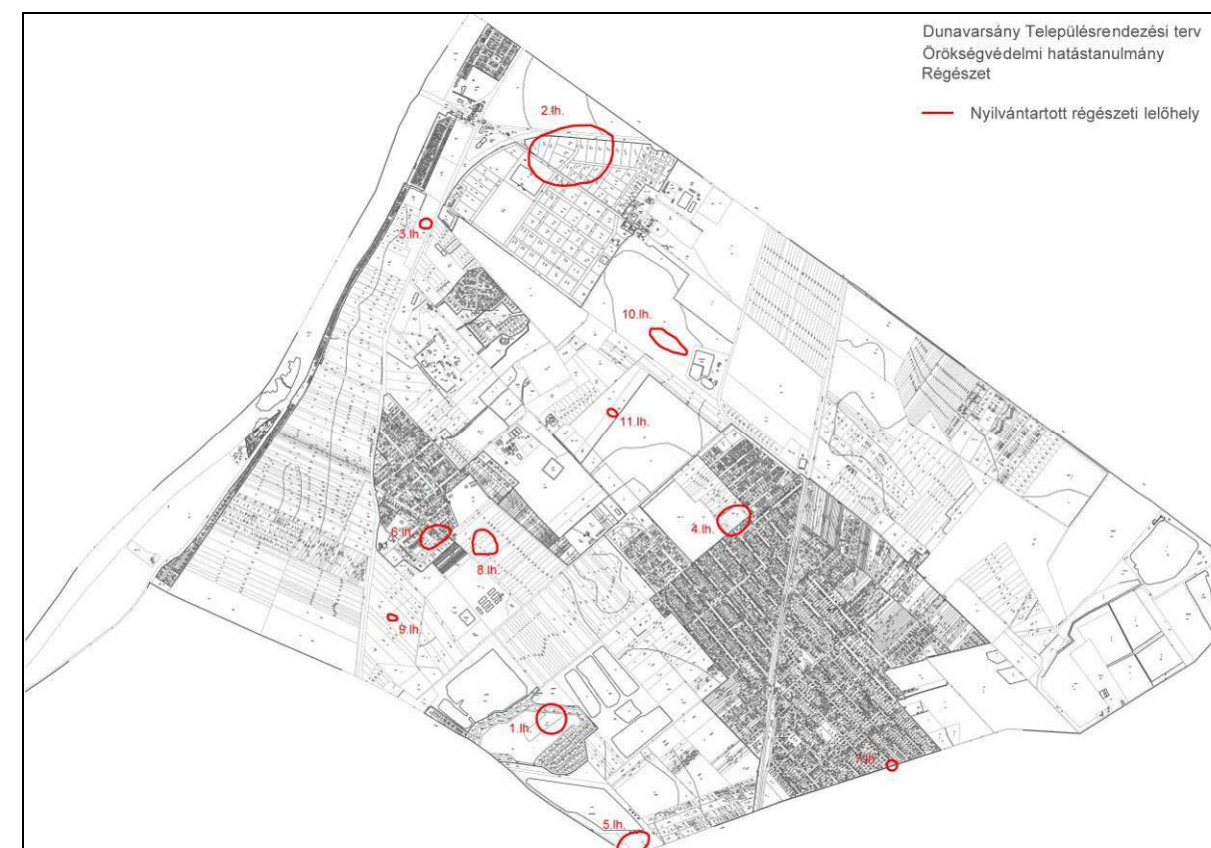 Dunavarsány Településrendezési terv
Örökségvédelmi hatástanulmány
Régészet
Nyilvántartott régészeti lelőhely
2.lh.
3.lh.
10.lh.
11.lh.
4.lh.
6.lh.
8.lh.
9.lh.
1.lh.
7.lh.
5.lh.